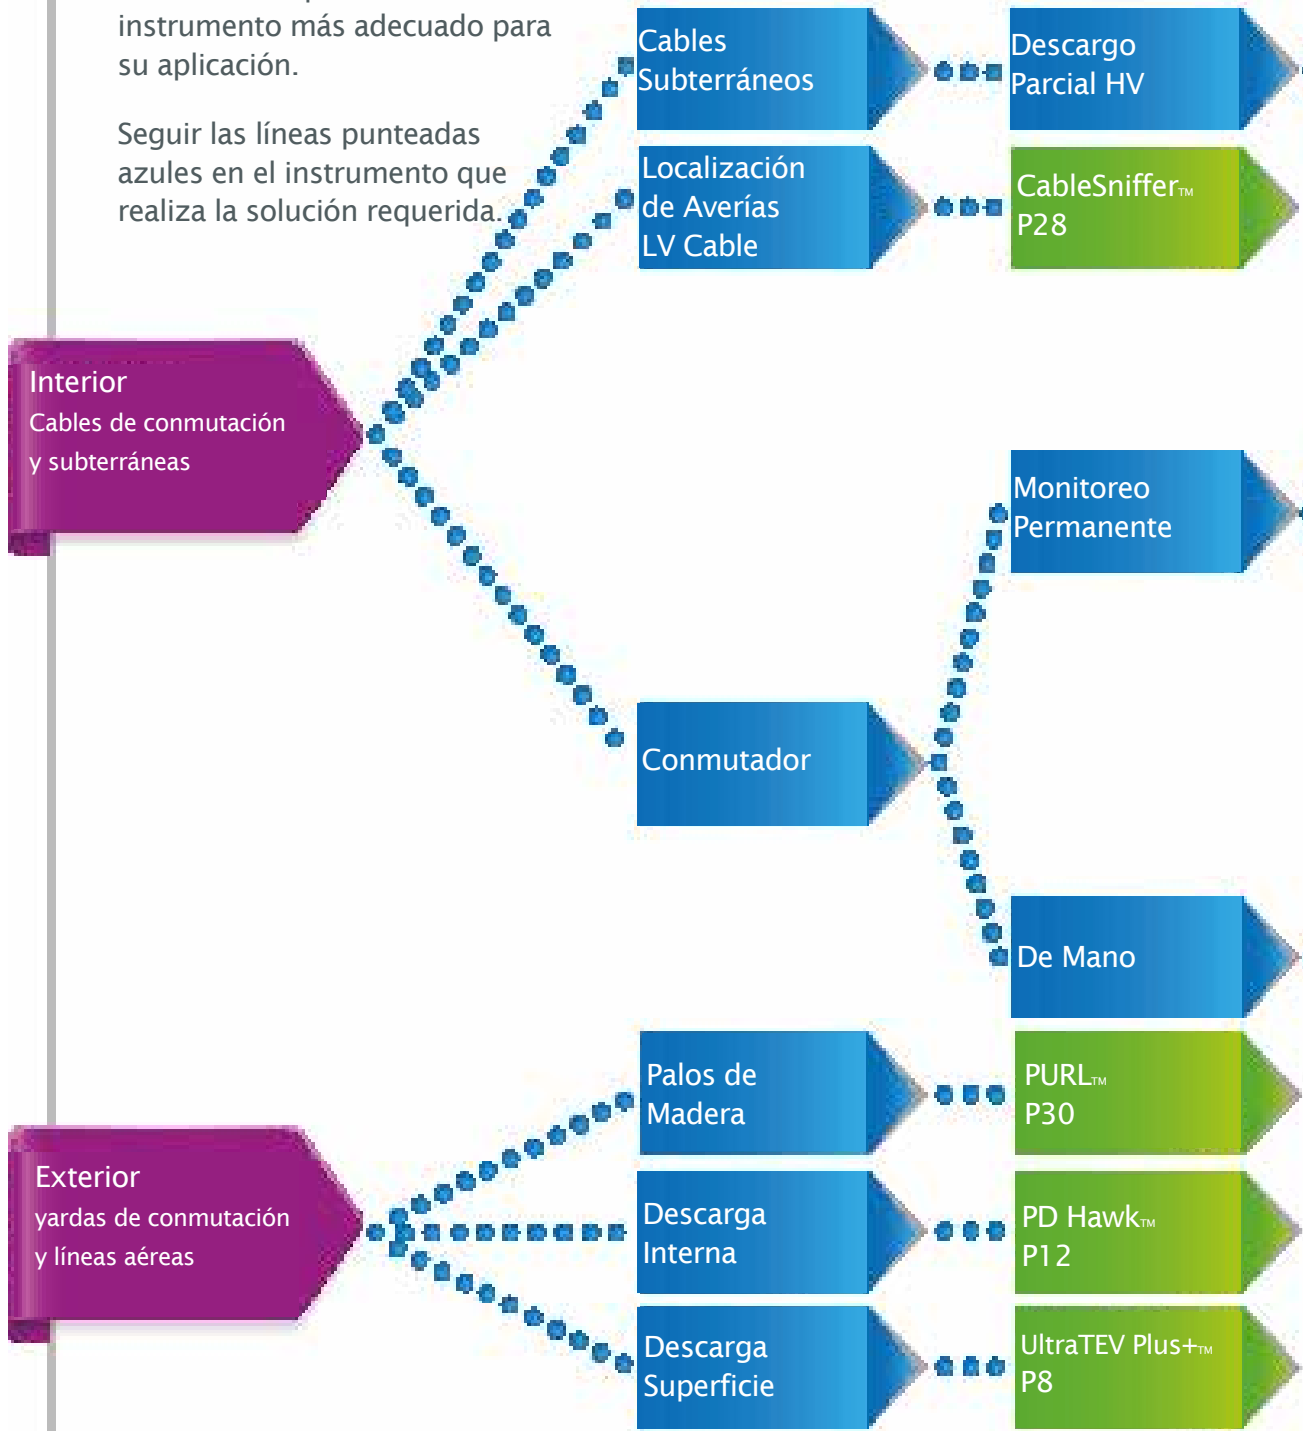 instrumento más adecuado para
su aplicación.
Seguir las líneas punteadas
azules en el instrumento que
realiza la solución requerida.
Cables
Subterráneos
Descargo
Parcial HV
Localización
de Averías
LV Cable
CableSniffer™
P28
Interior
Cables de conmutación
y subterráneas
Monitoreo
Permanente
Conmutador
De Mano
Palos de
Madera
PURL™
P30
Exterior
yardas de conmutación
y líneas aéreas
Descarga
Interna
PD Hawk™
P12
Descarga
Superficie
UltraTEV Plus+™
P8